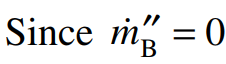 Since ṁ″_B = 0